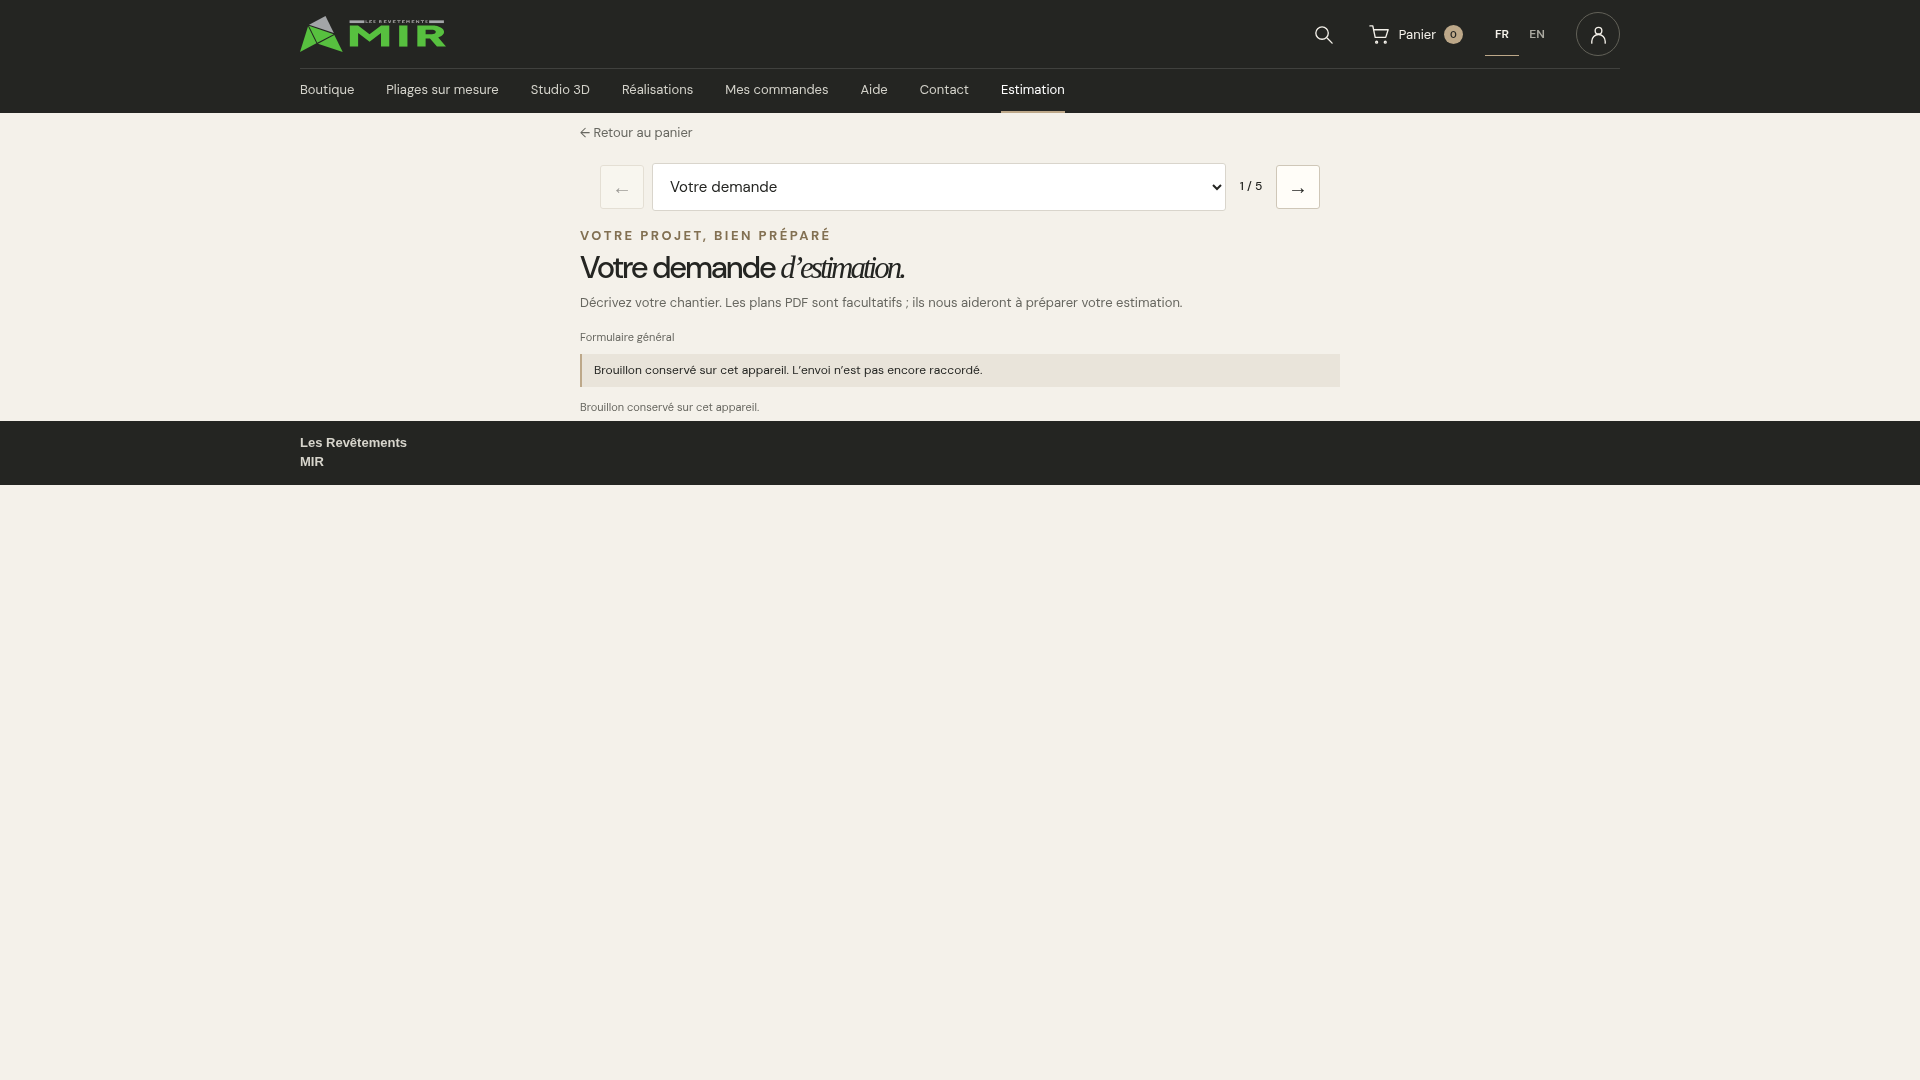 LES REVÊTEMENTS
MIR
Panier 0
FR EN
Boutique Pliages sur mesure Studio 3D Réalisations Mes commandes Aide Contact Estimation
← Retour au panier
← Votre demande 1 / 5 →
VOTRE PROJET, BIEN PRÉPARÉ
Votre demande d’estimation.
Décrivez votre chantier. Les plans PDF sont facultatifs ; ils nous aideront à préparer votre estimation.
Formulaire général
Brouillon conservé sur cet appareil. L’envoi n’est pas encore raccordé.
Brouillon conservé sur cet appareil.
Les Revêtements
MIR